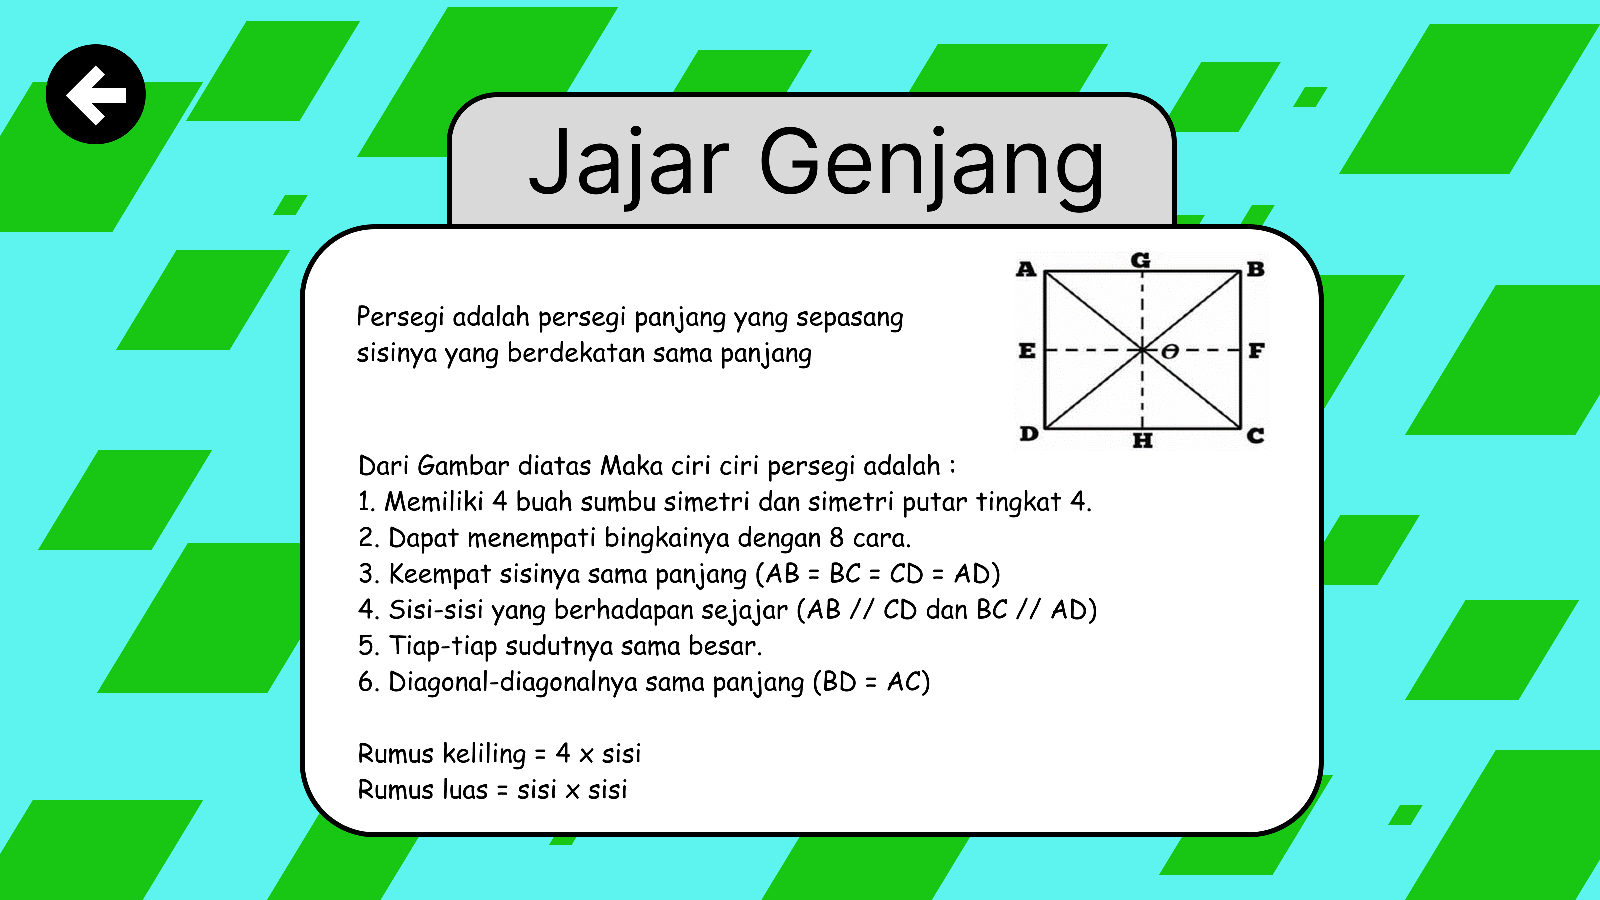 Jajar Genjang
A G B
Persegi adalah persegi panjang yang sepasang
sisinya yang berdekatan sama panjang
E Θ F
D H C
Dari Gambar diatas Maka ciri ciri persegi adalah :
1. Memiliki 4 buah sumbu simetri dan simetri putar tingkat 4.
2. Dapat menempati bingkainya dengan 8 cara.
3. Keempat sisinya sama panjang (AB = BC = CD = AD)
4. Sisi-sisi yang berhadapan sejajar (AB // CD dan BC // AD)
5. Tiap-tiap sudutnya sama besar.
6. Diagonal-diagonalnya sama panjang (BD = AC)
Rumus keliling = 4 x sisi
Rumus luas = sisi x sisi